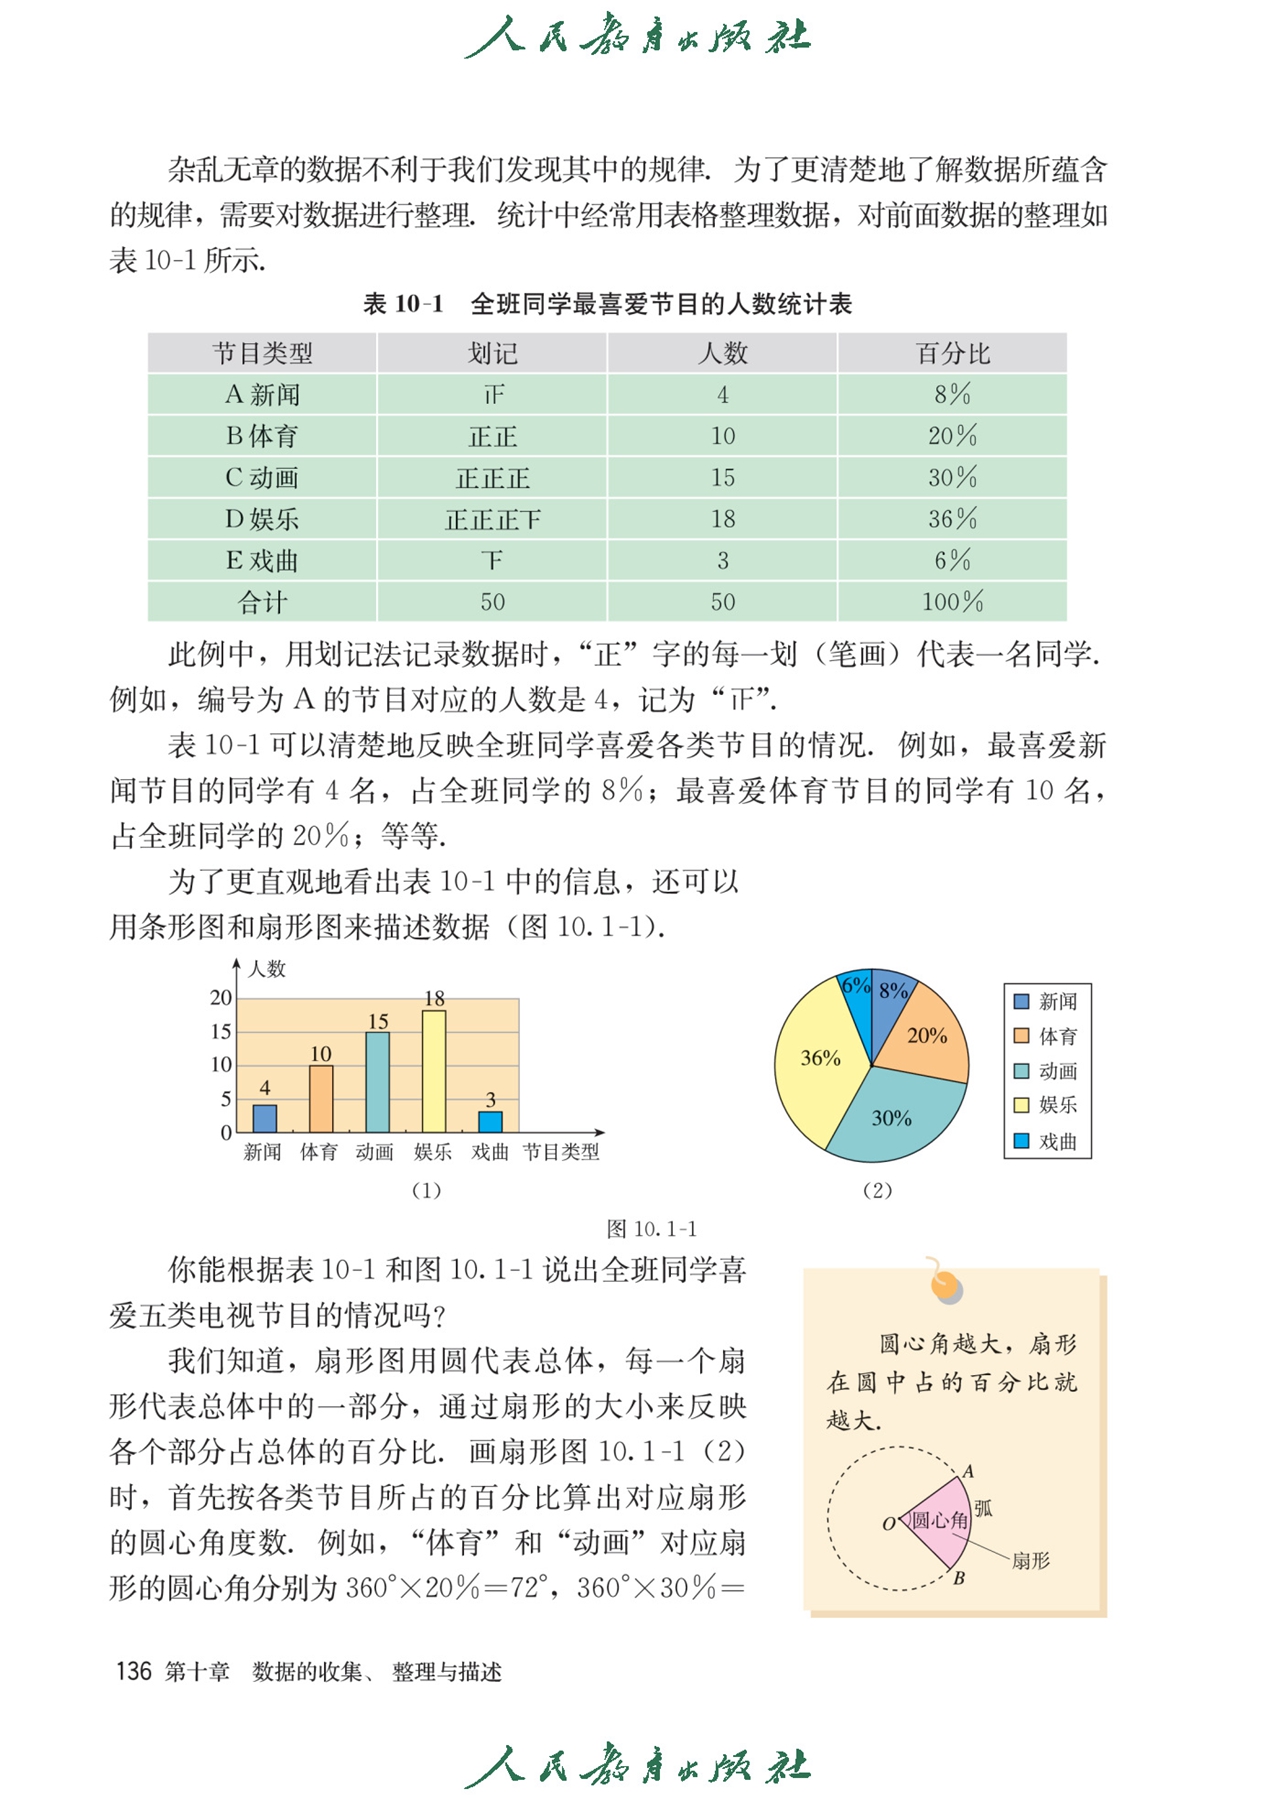 人民教育出版社
杂乱无章的数据不利于我们发现其中的规律. 为了更清楚地了解数据所蕴含
的规律，需要对数据进行整理. 统计中经常用表格整理数据，对前面数据的整理如
表 10-1 所示.
表 10-1 全班同学最喜爱节目的人数统计表
节目类型 划记 人数 百分比
A 新闻 4 8%
B 体育 正正 10 20%
C 动画 正正正 15 30%
D 娱乐 正正正下 18 36%
E 戏曲 下 3 6%
合计 50 50 100%
此例中，用划记法记录数据时，“正”字的每一划（笔画）代表一名同学.
例如，编号为 A 的节目对应的人数是 4，记为“”.
表 10-1 可以清楚地反映全班同学喜爱各类节目的情况. 例如，最喜爱新
闻节目的同学有 4 名，占全班同学的 8%；最喜爱体育节目的同学有 10 名，
占全班同学的 20%；等等.
为了更直观地看出表 10-1 中的信息，还可以
用条形图和扇形图来描述数据（图 10.1-1）.
人数
20
15
10
5
0
4
10
15
18
3
新闻 体育 动画 娱乐 戏曲 节目类型
（1）
6% 8%
20%
36%
30%
新闻
体育
动画
娱乐
戏曲
（2）
图 10.1-1
你能根据表 10-1 和图 10.1-1 说出全班同学喜
爱五类电视节目的情况吗？
我们知道，扇形图用圆代表总体，每一个扇
形代表总体中的一部分，通过扇形的大小来反映
各个部分占总体的百分比. 画扇形图 10.1-1（2）
时，首先按各类节目所占的百分比算出对应扇形
的圆心角度数. 例如，“体育”和“动画”对应扇
形的圆心角分别为 360°×20%=72°，360°×30%=
圆心角越大，扇形
在圆中占的百分比就
越大.
A
弧
O 圆心角
扇形
B
136 第十章 数据的收集、整理与描述
人民教育出版社